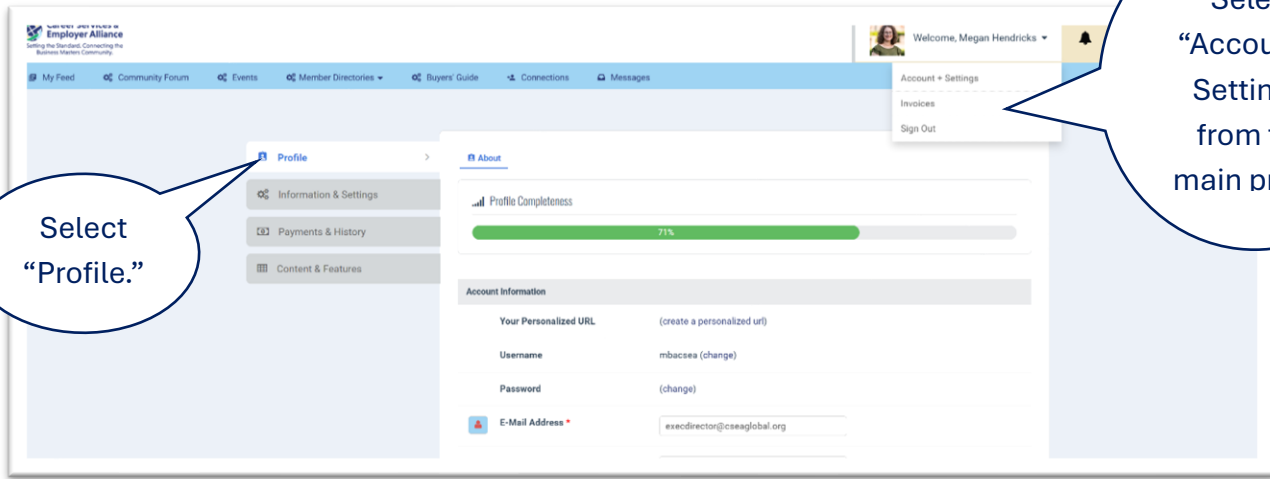 Employer Alliance
Setting the Standard. Connecting the
Business Masters Community.
Welcome, Megan Hendricks
My Feed Community Forum Events Member Directories Buyers' Guide Connections Messages
Account + Settings
Invoices
Sign Out
from
main
Profile
Information & Settings
Payments & History
Content & Features
Select
“Profile.”
About
Profile Completeness
71%
Account Information
Your Personalized URL (create a personalized url)
Username mbacsea (change)
Password (change)
E-Mail Address * execdirector@cseaglobal.org